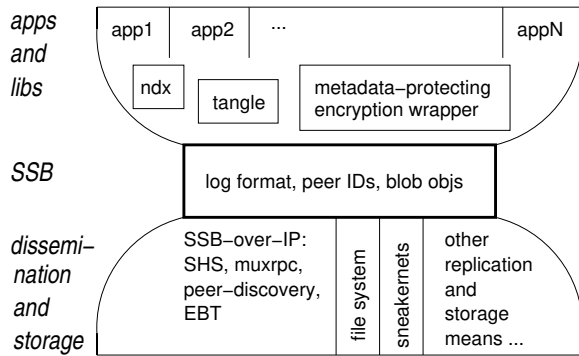 apps
and
libs
app1
app2
...
appN
ndx
tangle
metadata−protecting
encryption wrapper
SSB
log format, peer IDs, blob objs
dissemi−
nation
and
storage
SSB−over−IP:
SHS, muxrpc,
peer−discovery,
EBT
file system
sneakernets
other
replication
and
storage
means ...